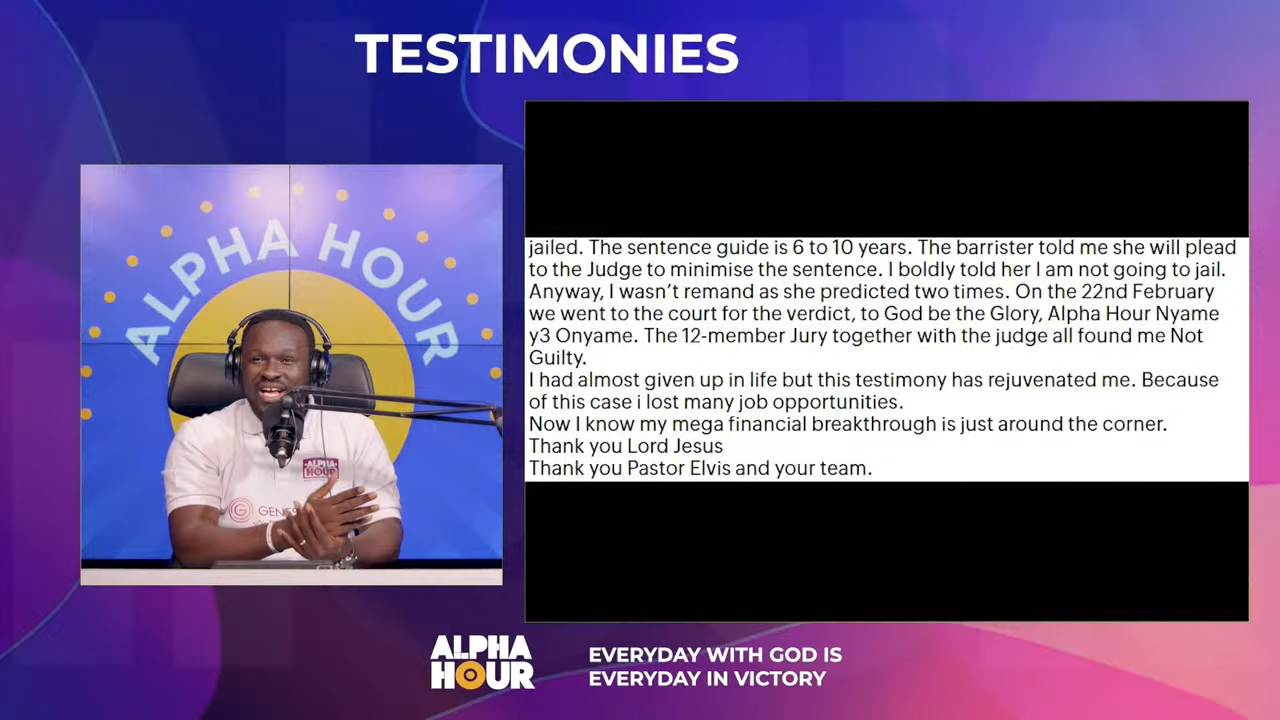 TESTIMONIES
ALPHA HOUR
ALPHA
HOUR
jailed. The sentence guide is 6 to 10 years. The barrister told me she will plead
to the Judge to minimise the sentence. I boldly told her I am not going to jail.
Anyway, I wasn’t remand as she predicted two times. On the 22nd February
we went to the court for the verdict, to God be the Glory, Alpha Hour Nyame
y3 Onyame. The 12-member Jury together with the judge all found me Not
Guilty.
I had almost given up in life but this testimony has rejuvenated me. Because
of this case i lost many job opportunities.
Now I know my mega financial breakthrough is just around the corner.
Thank you Lord Jesus
Thank you Pastor Elvis and your team.
ALPHA
HOUR
EVERYDAY WITH GOD IS
EVERYDAY IN VICTORY